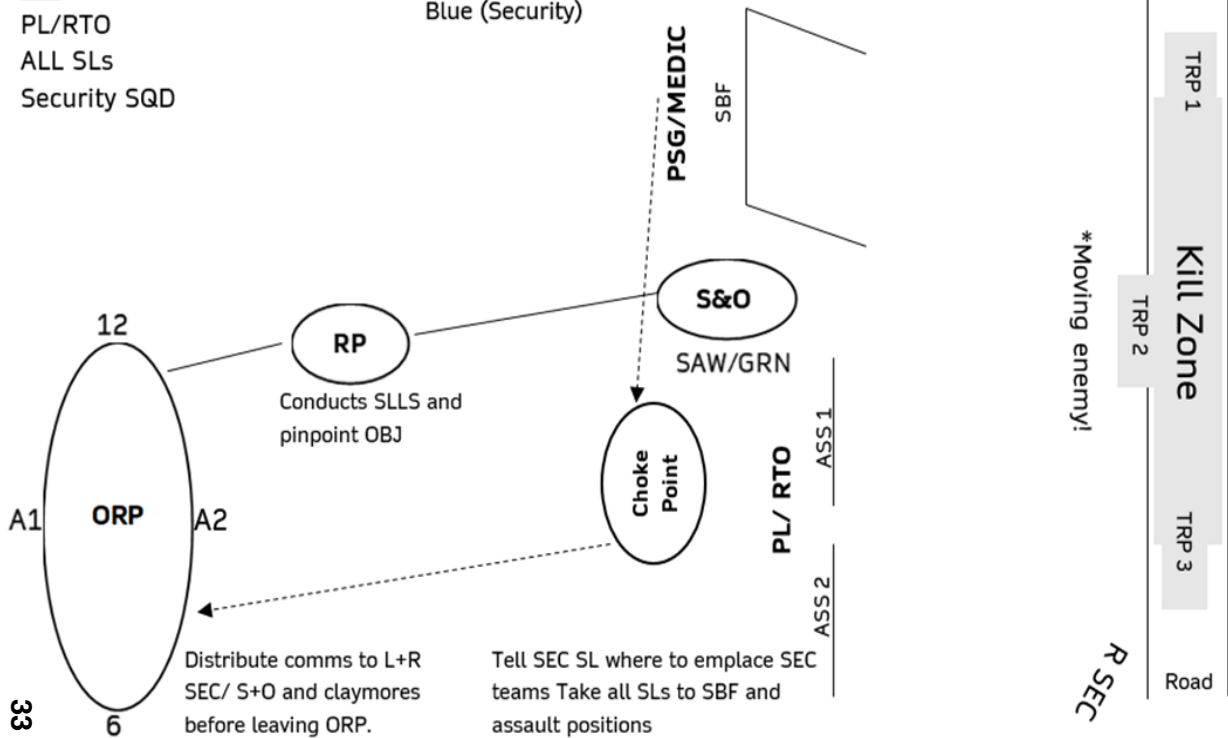 PL/RTO
ALL SLs
Security SQD
Blue (Security)
PSG/MEDIC
SBF
TRP 1
Kill Zone
TRP 2
*Moving enemy!
TRP 3
R SEC
Road
S&O
SAW/GRN
RP
Conducts SLLS and
pinpoint OBJ
12
A1
ORP
A2
6
Choke
Point
PL/ RTO
ASS 1
ASS 2
Distribute comms to L+R
SEC/ S+O and claymores
before leaving ORP.
Tell SEC SL where to emplace SEC
teams Take all SLs to SBF and
assault positions
33